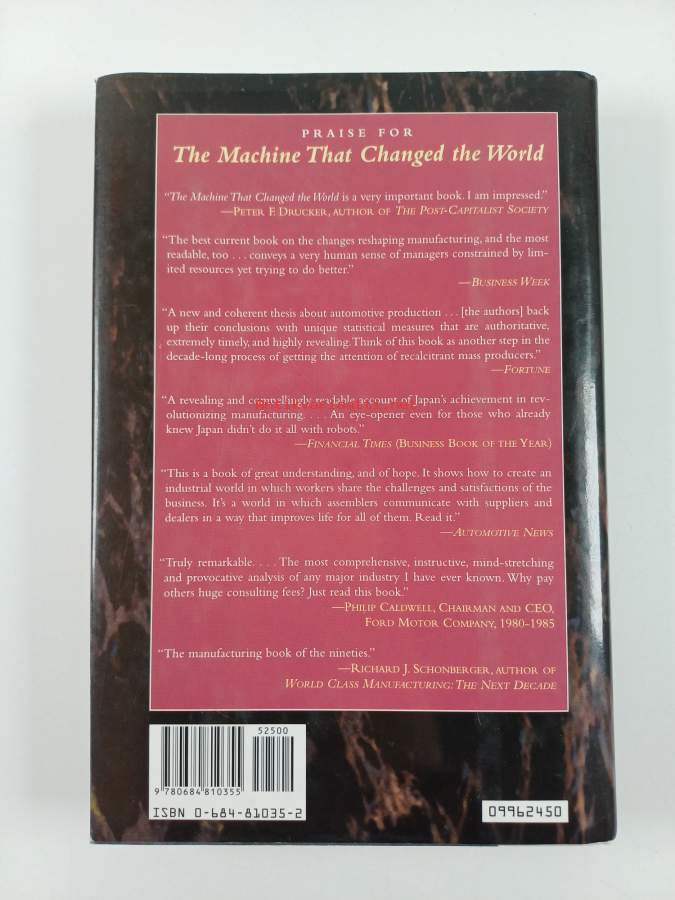 PRAISE FOR
The Machine That Changed the World
“The Machine That Changed the World is a very important book. I am impressed.”
—PETER F. DRUCKER, AUTHOR OF THE POST-CAPITALIST SOCIETY
“The best current book on the changes reshaping manufacturing, and the most
readable, too . . . conveys a very human sense of managers constrained by lim-
ited resources yet trying to do better.”
—BUSINESS WEEK
“A new and coherent thesis about automotive production . . . [the authors] back
up their conclusions with unique statistical measures that are authoritative,
extremely timely, and highly revealing. Think of this book as another step in the
decade-long process of getting the attention of recalcitrant mass producers.”
—FORTUNE
“A revealing and compellingly readable account of Japan's achievement in rev-
olutionizing manufacturing. . . . An eye-opener even for those who already
knew Japan didn't do it all with robots.”
—FINANCIAL TIMES (BUSINESS BOOK OF THE YEAR)
“This is a book of great understanding, and of hope. It shows how to create an
industrial world in which workers share the challenges and satisfactions of the
business. It's a world in which assemblers communicate with suppliers and
dealers in a way that improves life for all of them. Read it.”
—AUTOMOTIVE NEWS
“Truly remarkable. . . . The most comprehensive, instructive, mind-stretching
and provocative analysis of any major industry I have ever known. Why pay
others huge consulting fees? Just read this book.”
—PHILIP CALDWELL, CHAIRMAN AND CEO,
FORD MOTOR COMPANY, 1980-1985
“The manufacturing book of the nineties.”
—RICHARD J. SCHONBERGER, AUTHOR OF
WORLD CLASS MANUFACTURING: THE NEXT DECADE
52500
9 780684 810355
ISBN 0-684-81035-2
09962450